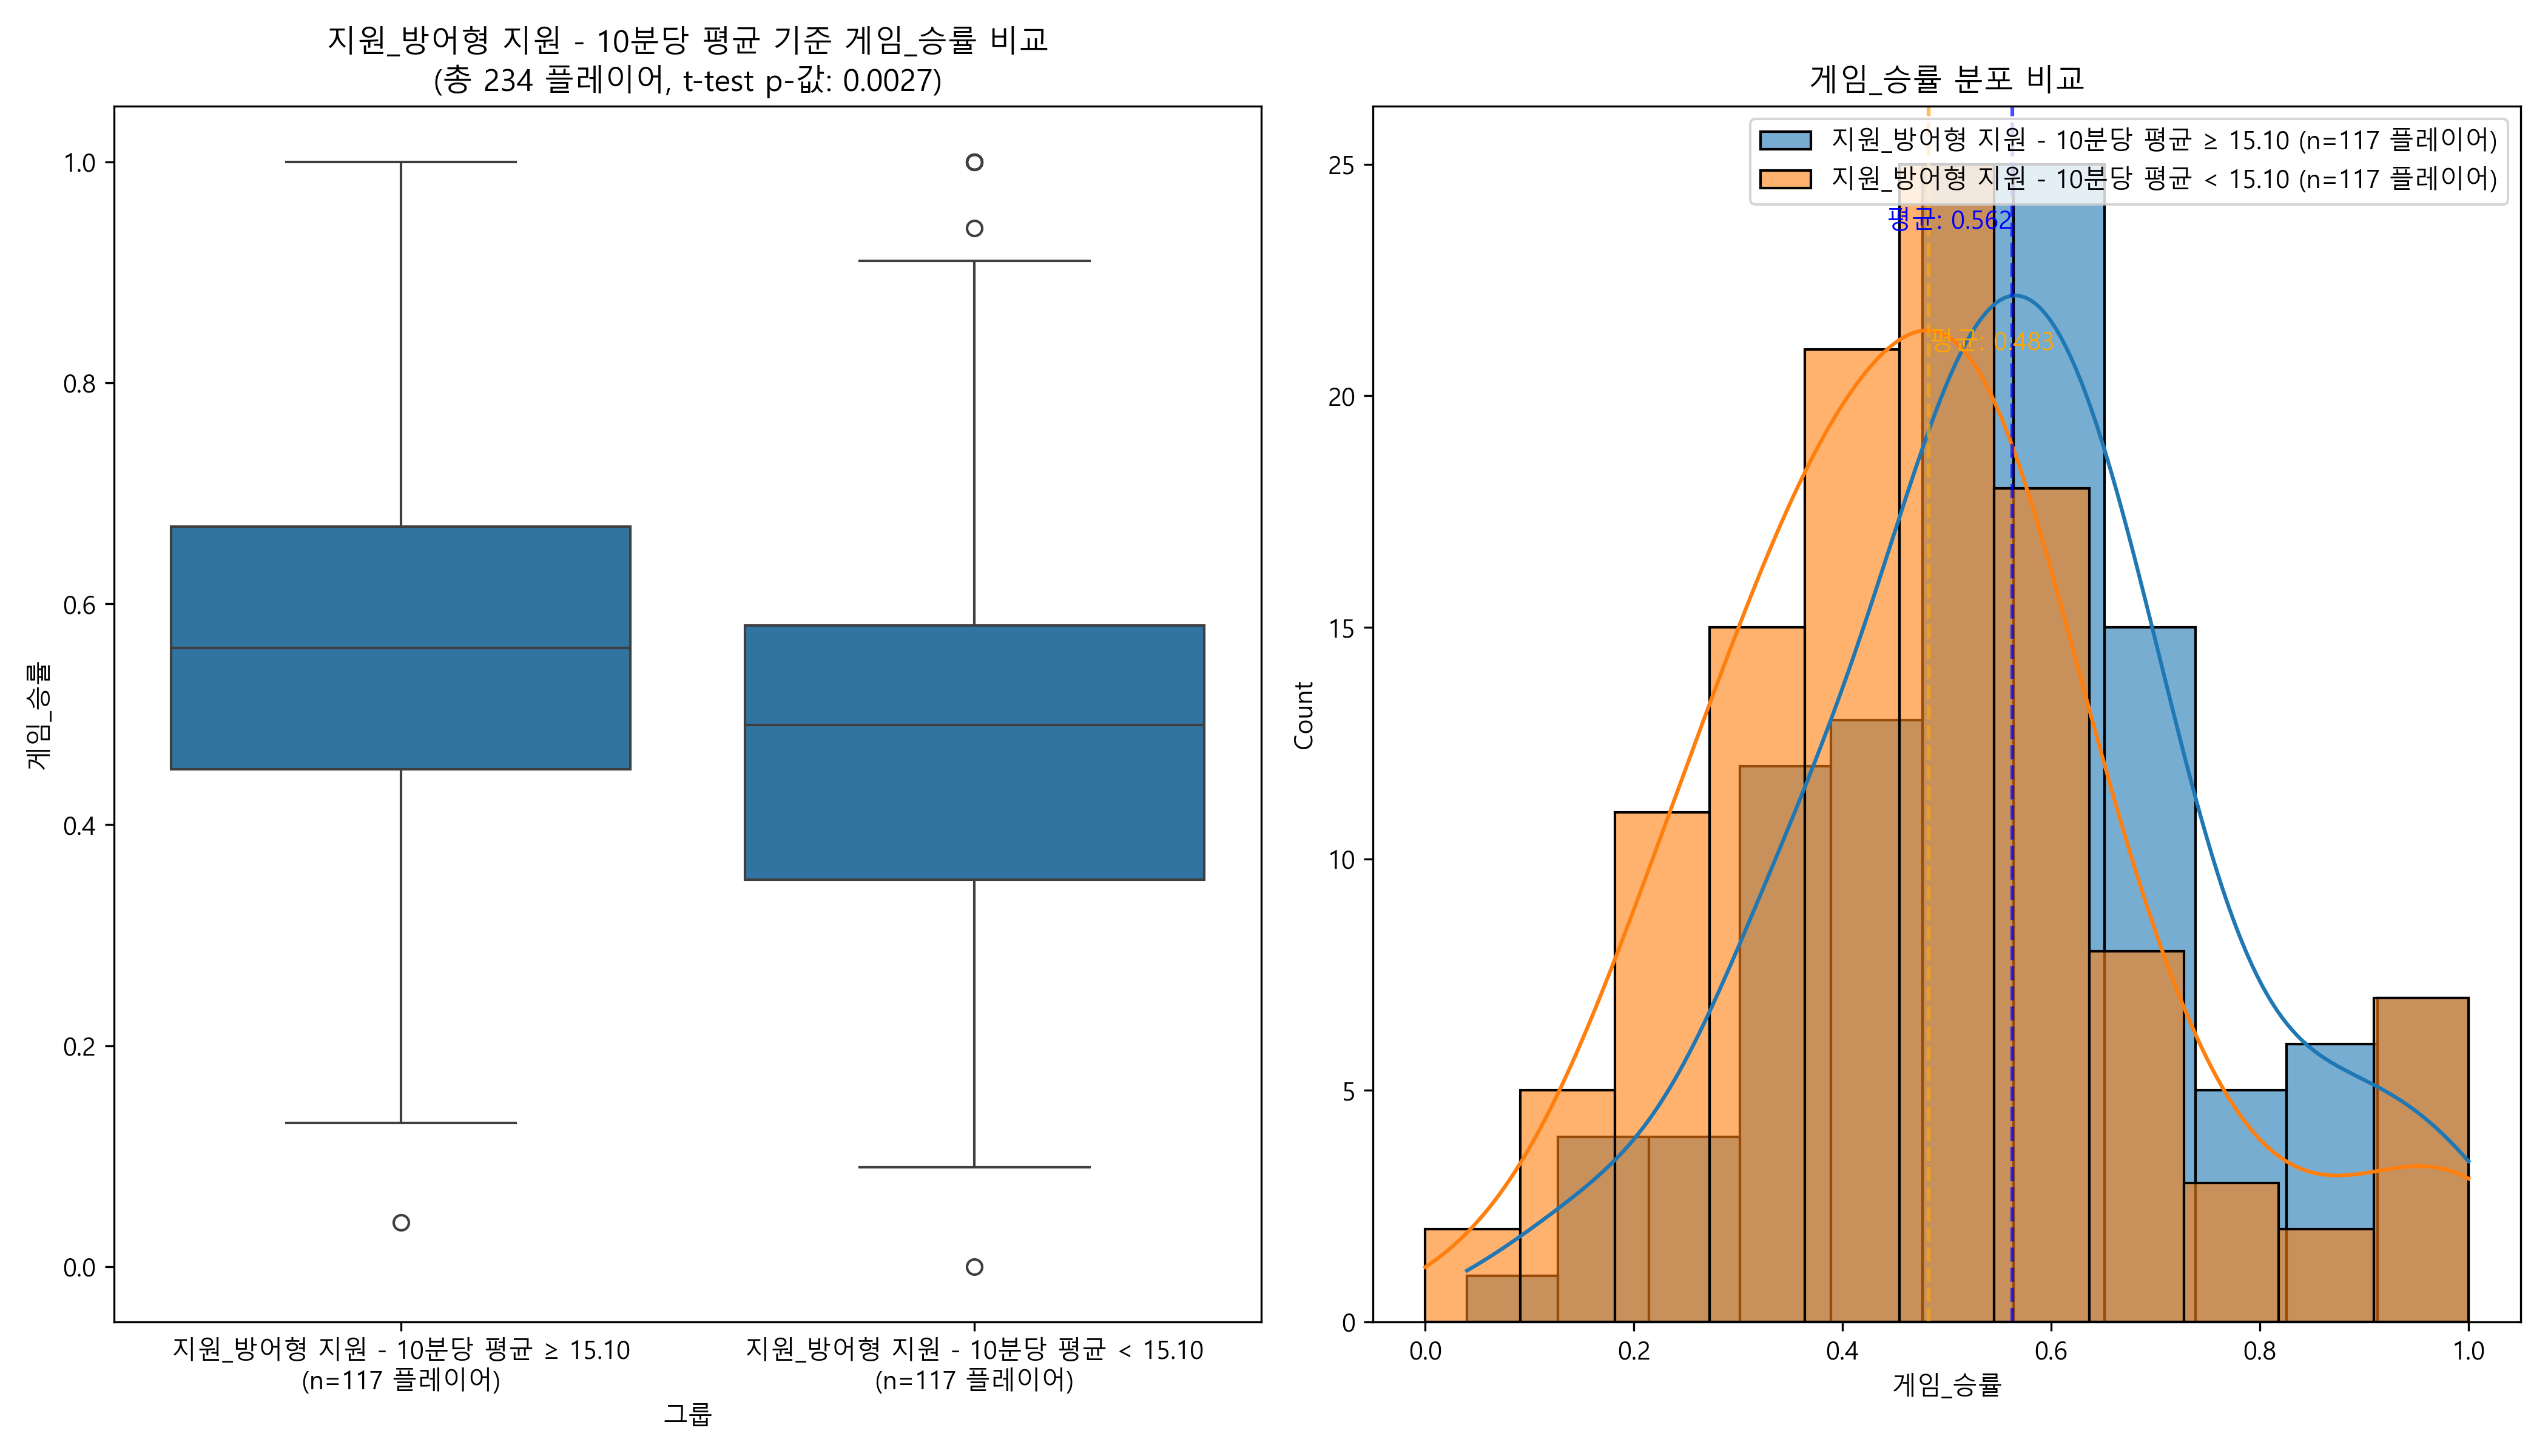 지원_방어형 지원 - 10분당 평균 기준 게임_승률 비교
(총 234 플레이어, t-test p-값: 0.0027)
게임_승률
1.0
0.8
0.6
0.4
0.2
0.0
지원_방어형 지원 - 10분당 평균 ≥ 15.10
(n=117 플레이어)
지원_방어형 지원 - 10분당 평균 < 15.10
(n=117 플레이어)
그룹
게임_승률 분포 비교
지원_방어형 지원 - 10분당 평균 ≥ 15.10 (n=117 플레이어)
지원_방어형 지원 - 10분당 평균 < 15.10 (n=117 플레이어)
평균: 0.562
평균: 0.483
Count
25
20
15
10
5
0
0.0
0.2
0.4
0.6
0.8
1.0
게임_승률